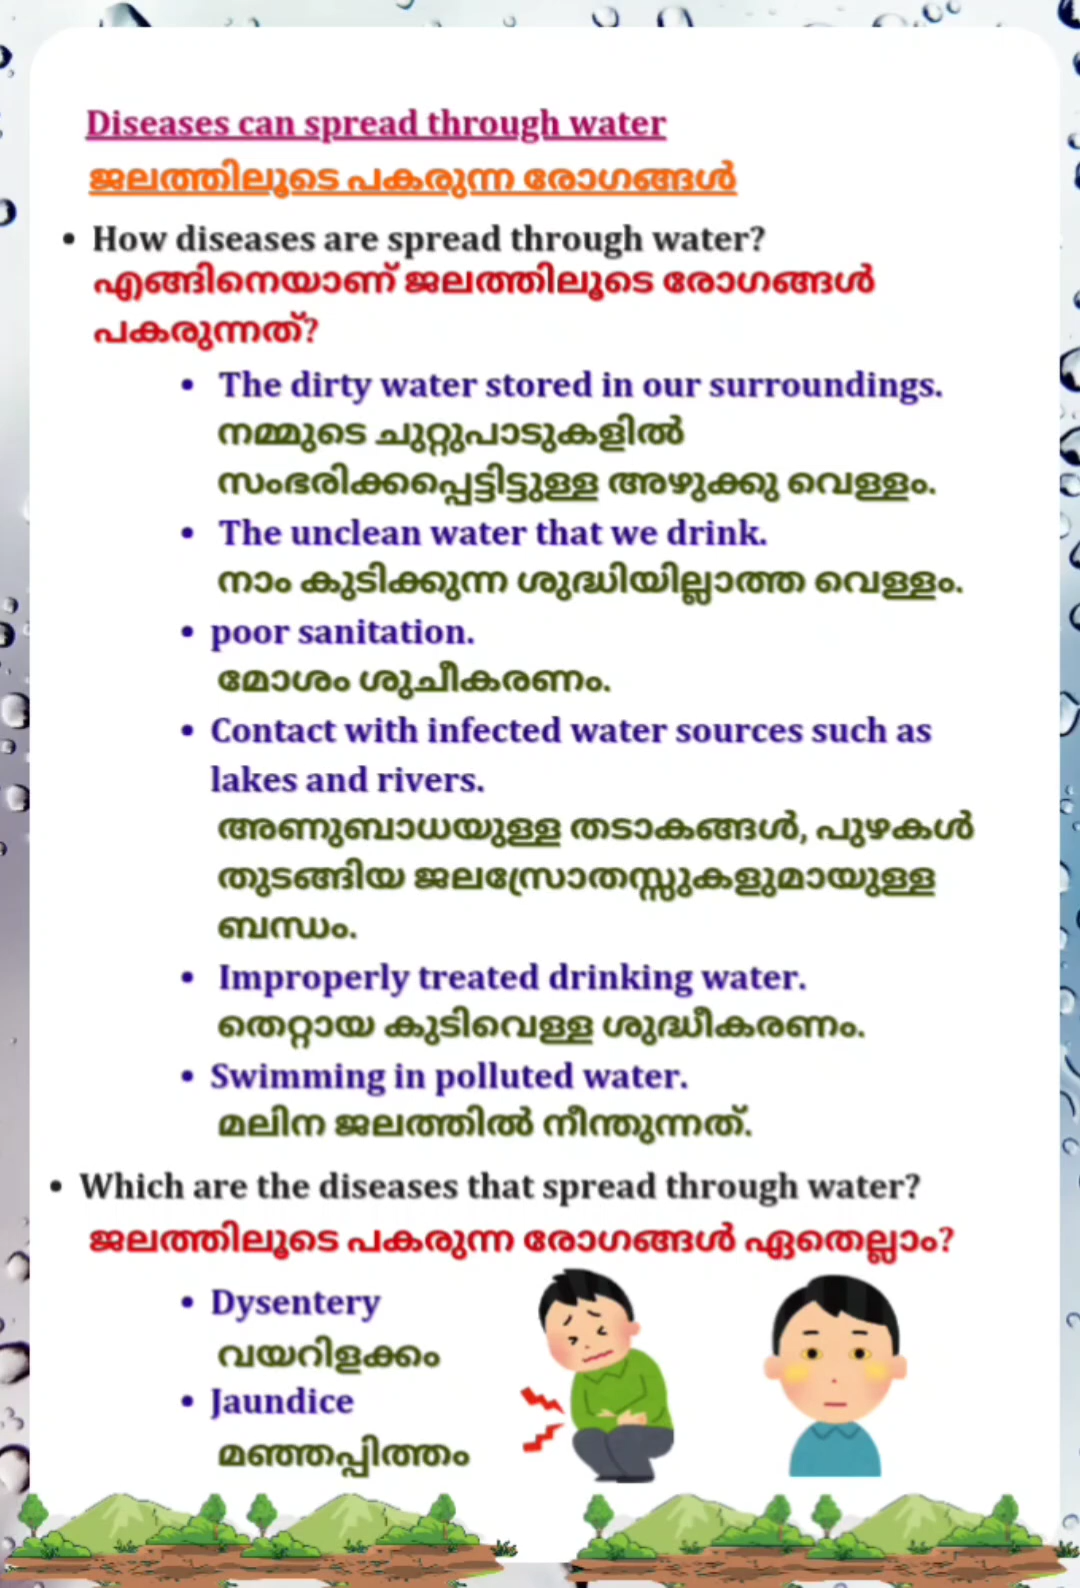 Diseases can spread through water
ജലത്തിലൂടെ പകരുന്ന രോഗങ്ങൾ
• How diseases are spread through water?
എങ്ങിനെയാണ് ജലത്തിലൂടെ രോഗങ്ങൾ
പകരുന്നത്?
• The dirty water stored in our surroundings.
നമ്മുടെ ചുറ്റുപാടുകളിൽ
സംഭരിക്കപ്പെട്ടിട്ടുള്ള അഴുക്കു വെള്ളം.
• The unclean water that we drink.
നാം കുടിക്കുന്ന ശുദ്ധിയില്ലാത്ത വെള്ളം.
• poor sanitation.
മോശം ശുചീകരണം.
• Contact with infected water sources such as
lakes and rivers.
അണുബാധയുള്ള തടാകങ്ങൾ, പുഴകൾ
തുടങ്ങിയ ജലസ്രോതസ്സുകളുമായുള്ള
ബന്ധം.
• Improperly treated drinking water.
തെറ്റായ കുടിവെള്ള ശുദ്ധീകരണം.
• Swimming in polluted water.
മലിന ജലത്തിൽ നീന്തുന്നത്.
• Which are the diseases that spread through water?
ജലത്തിലൂടെ പകരുന്ന രോഗങ്ങൾ ഏതെല്ലാം?
• Dysentery
വയറിളക്കം
• Jaundice
മഞ്ഞപ്പിത്തം